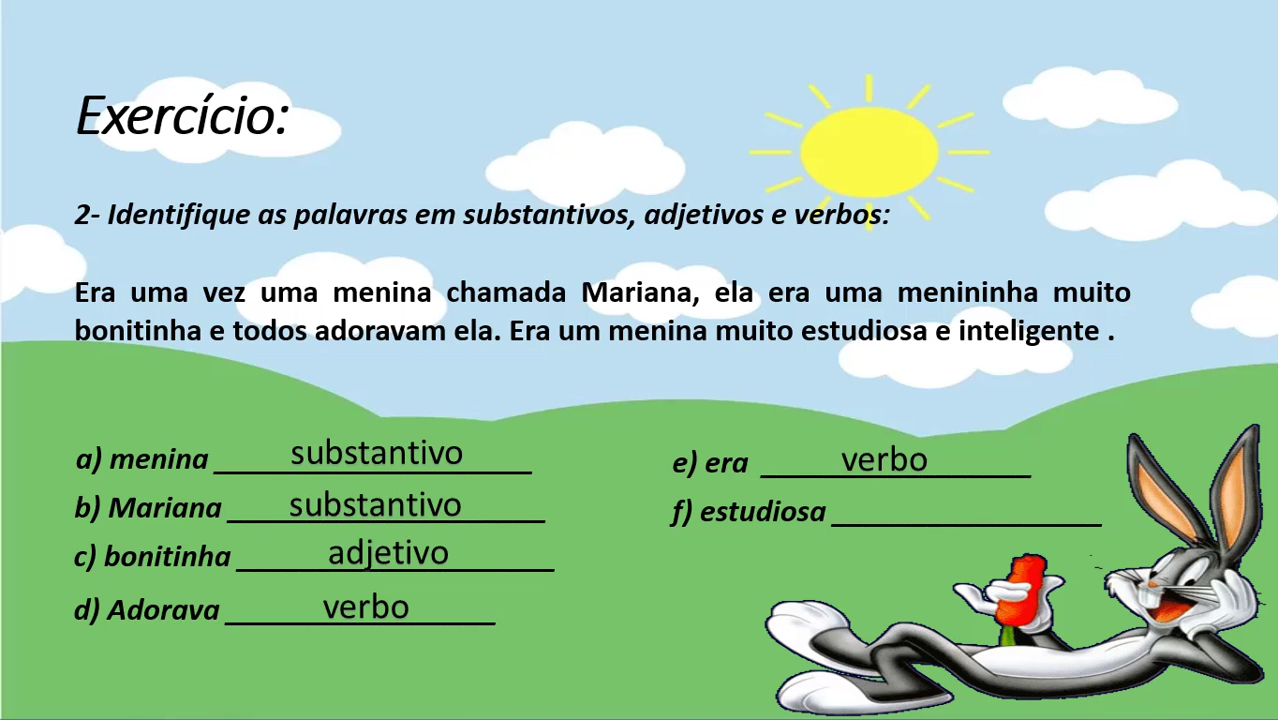 Exercício:
2- Identifique as palavras em substantivos, adjetivos e verbos:
Era uma vez uma menina chamada Mariana, ela era uma menininha muito
bonitinha e todos adoravam ela. Era um menina muito estudiosa e inteligente .
a) menina substantivo
b) Mariana substantivo
c) bonitinha adjetivo
d) Adorava verbo
e) era verbo
f) estudiosa